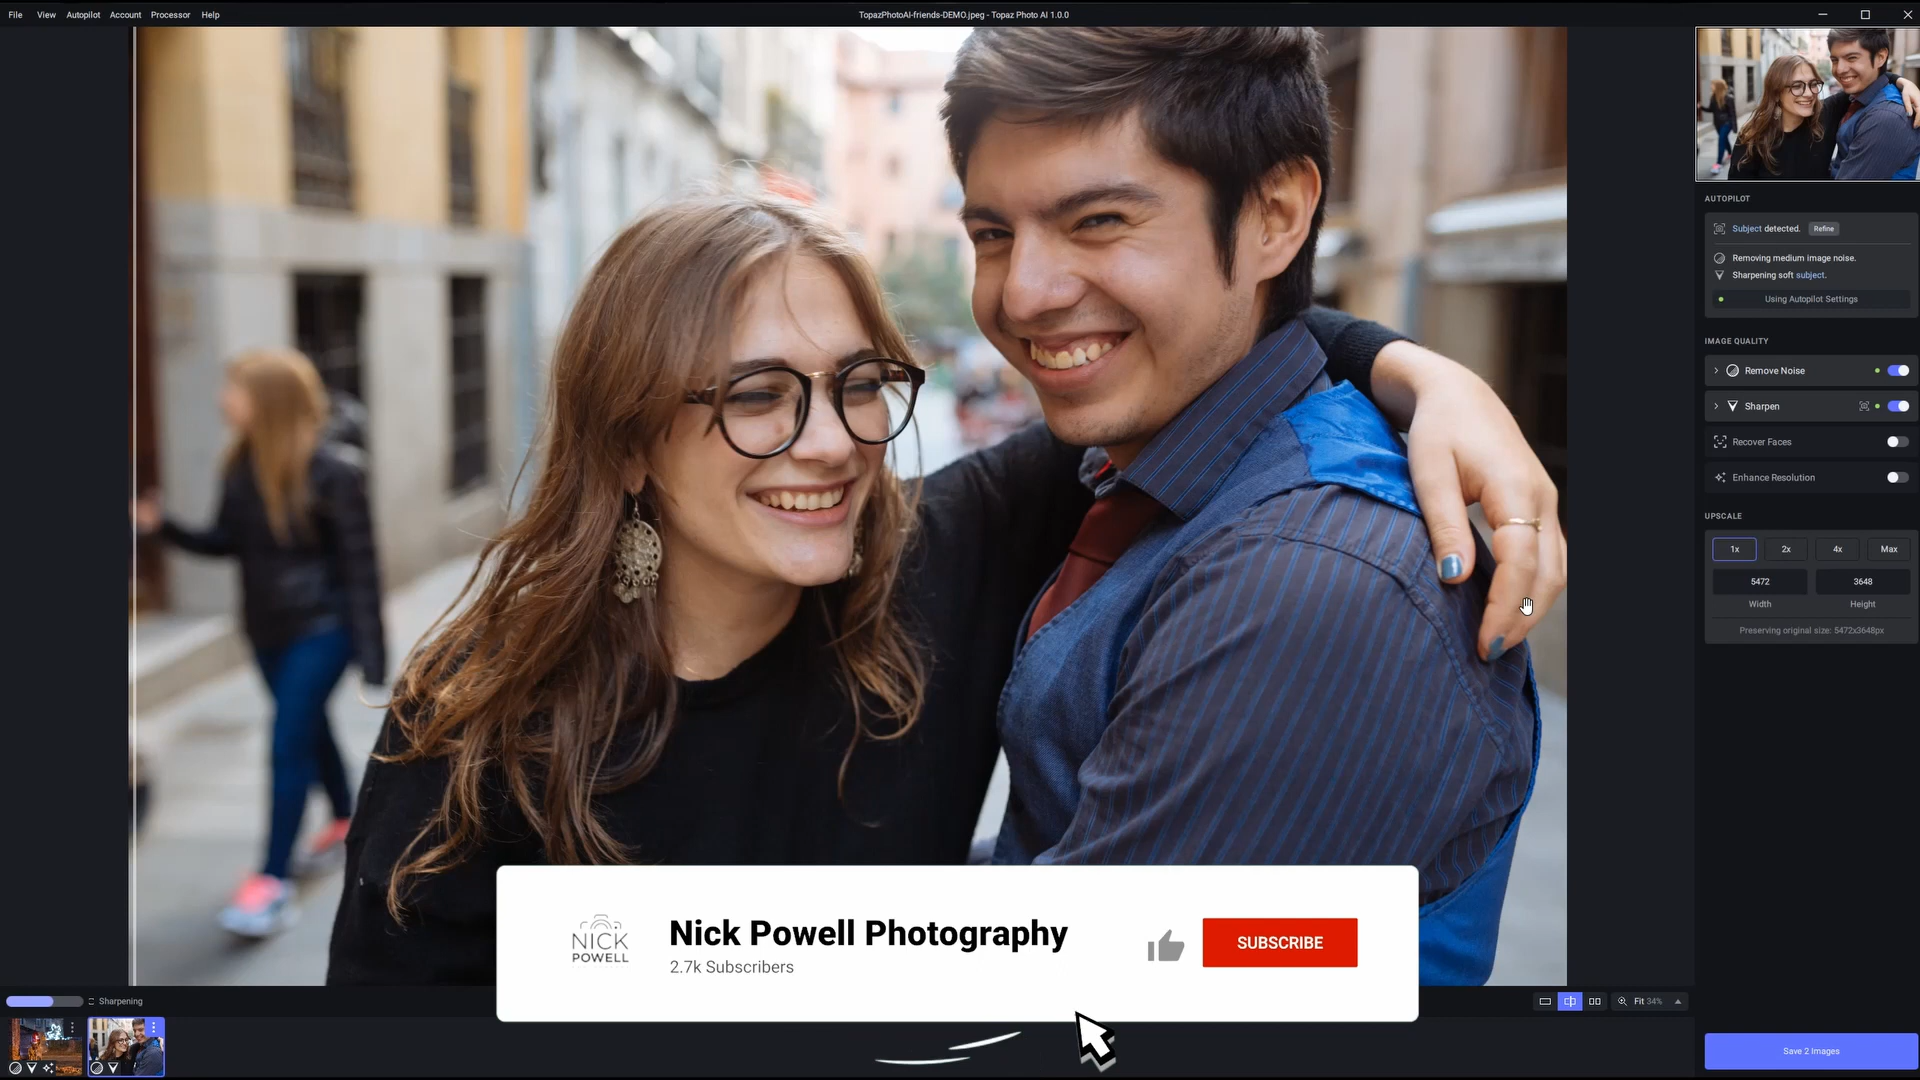 File View Autopilot Account Processor Help
TopazPhotoAI-friends-DEMO.jpeg - Topaz Photo AI 1.0.0
AUTOPILOT
Subject detected. Refine
Removing medium image noise.
Sharpening soft subject.
Using Autopilot Settings
IMAGE QUALITY
Remove Noise
Sharpen
Recover Faces
Enhance Resolution
UPSCALE
1x 2x 4x Max
5472 3648
Width Height
Preserving original size: 5472x3648px
NICK
POWELL
Nick Powell Photography
2.7k Subscribers
SUBSCRIBE
Sharpening
Fit 34%
Save 2 Images